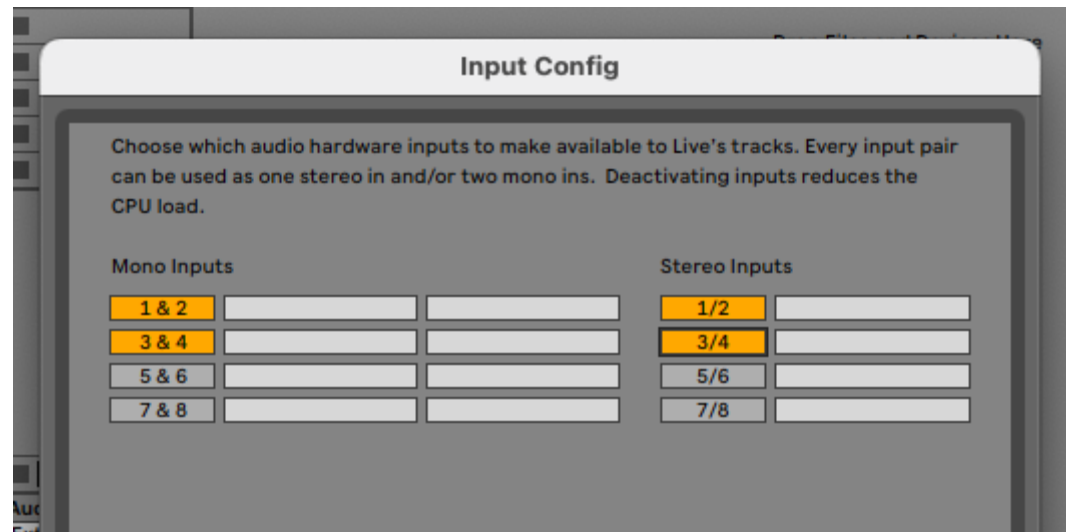 Input Config
Choose which audio hardware inputs to make available to Live's tracks. Every input pair
can be used as one stereo in and/or two mono ins. Deactivating inputs reduces the
CPU load.
Mono Inputs Stereo Inputs
1 & 2 1/2
3 & 4 3/4
5 & 6 5/6
7 & 8 7/8